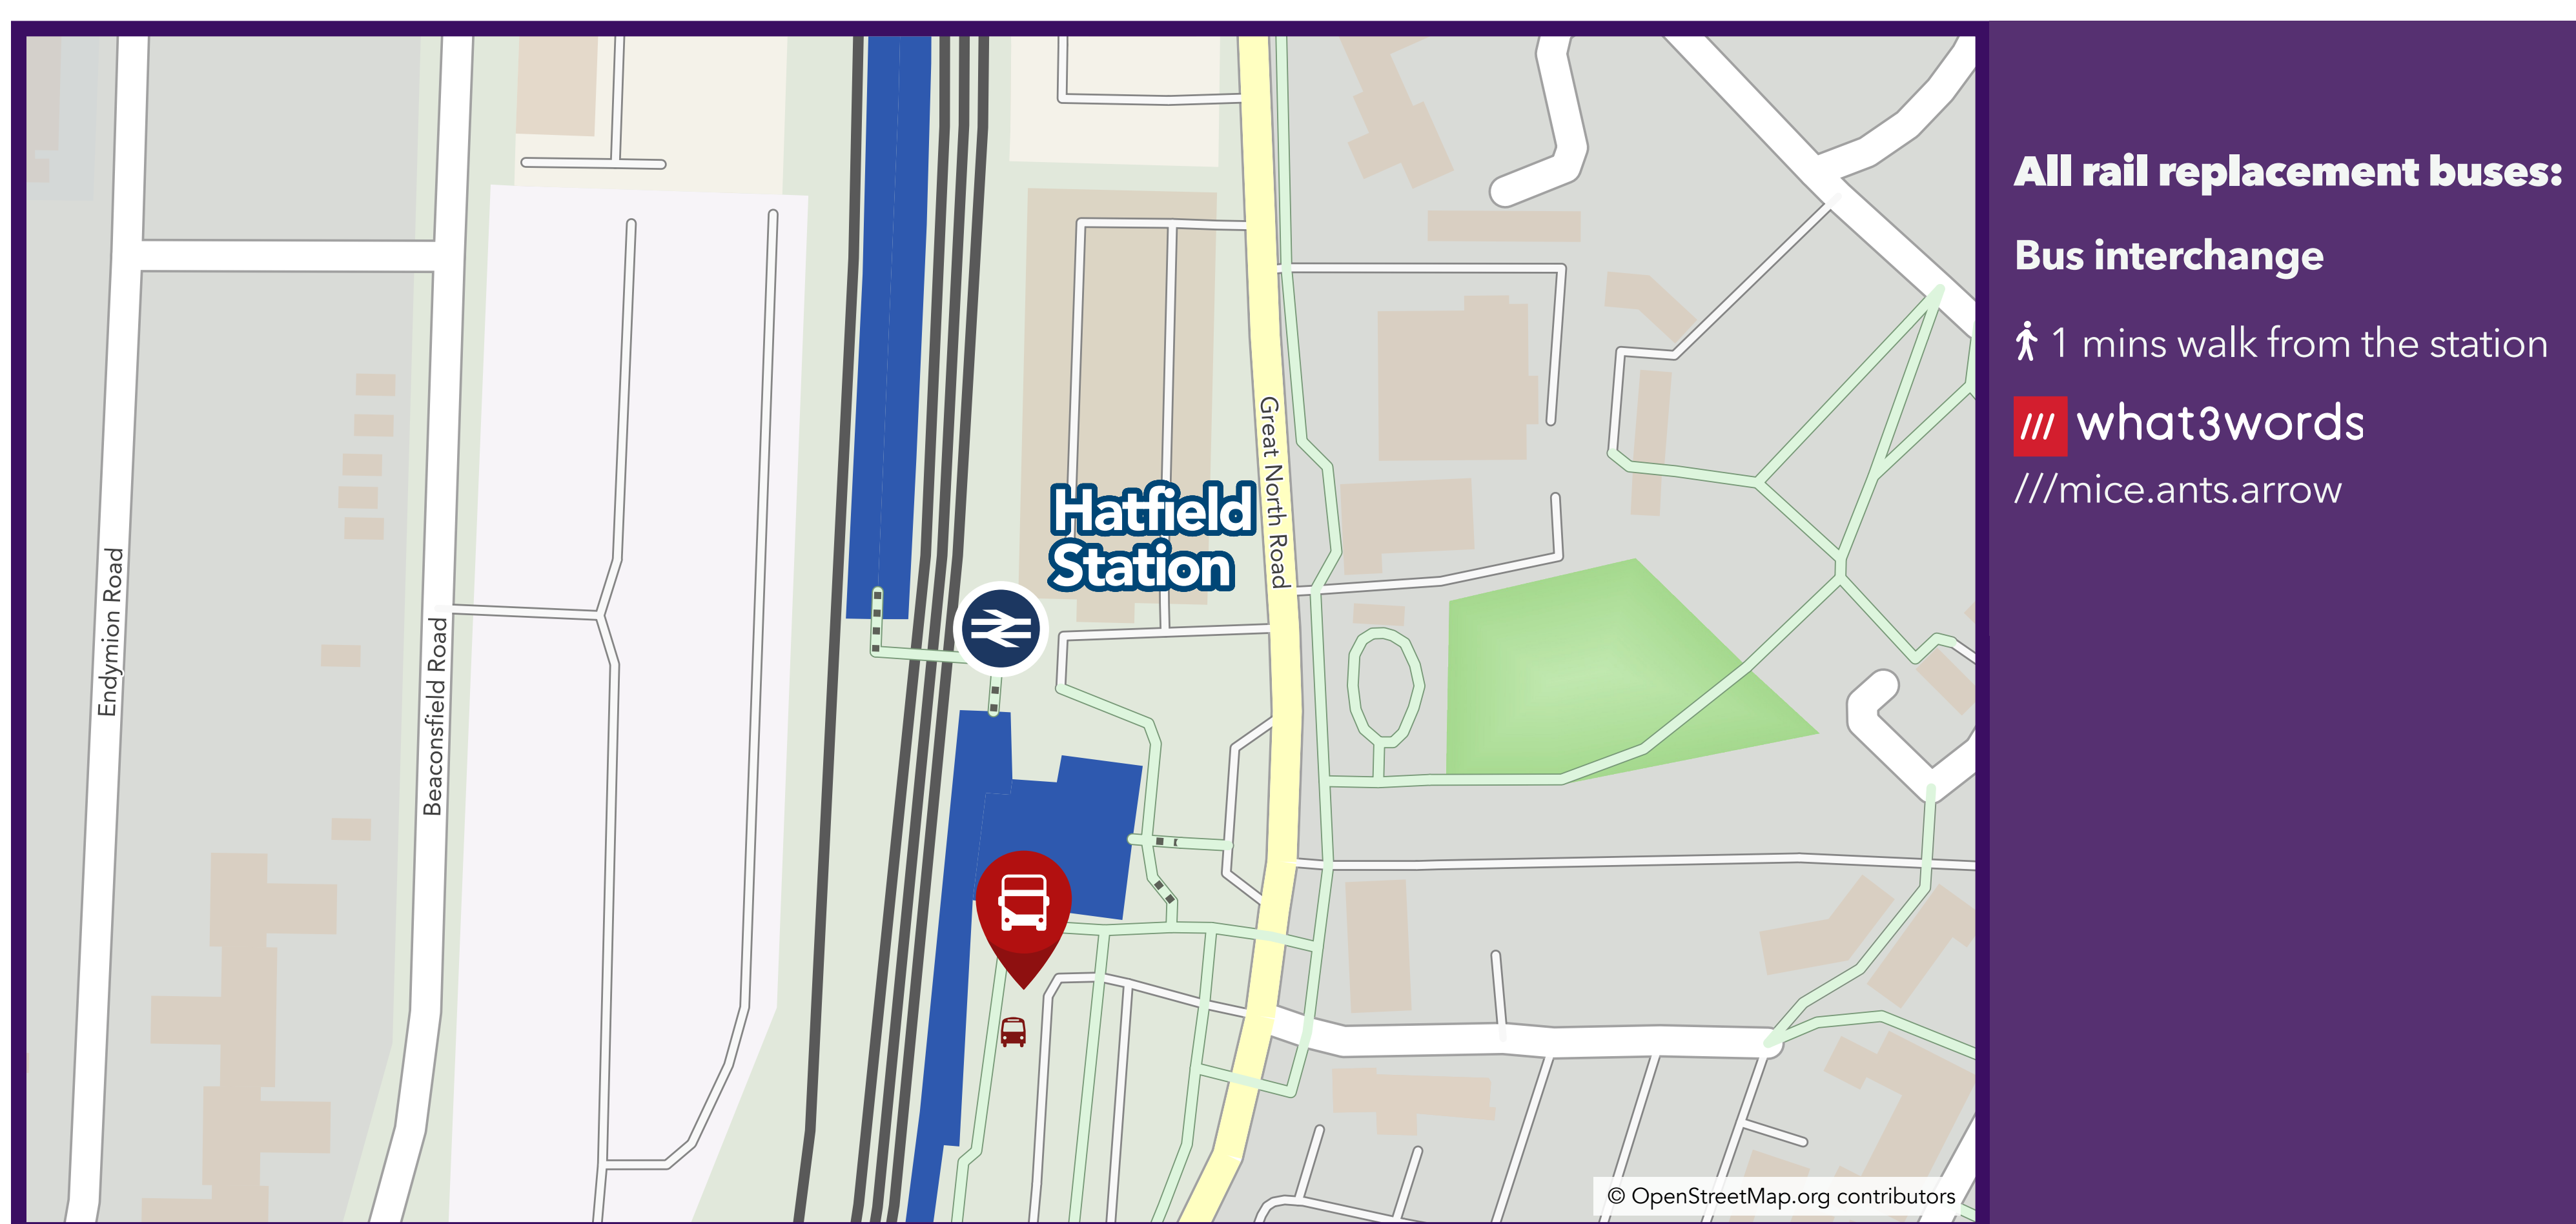 Endymion Road
Beaconsfield Road
Hatfield
Station
Great North Road
© OpenStreetMap.org contributors
All rail replacement buses:
Bus interchange
1 mins walk from the station
/// what3words
///mice.ants.arrow